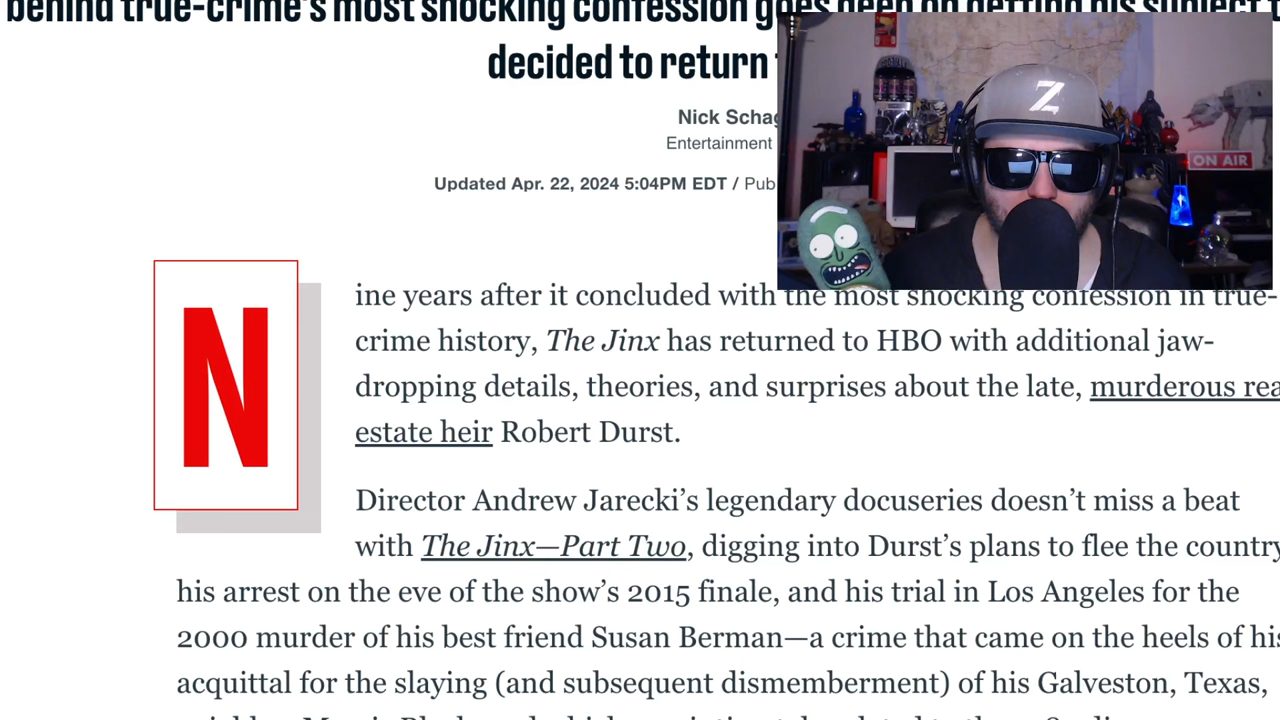 behind true-crime's most shocking confession goes deep on getting his subject t
decided to return
Nick Schag
Entertainment
Updated Apr. 22, 2024 5:04PM EDT / Pub
Z
ON AIR
N
ine years after it concluded with the most shocking confession in true-
crime history, The Jinx has returned to HBO with additional jaw-
dropping details, theories, and surprises about the late, murderous rea
estate heir Robert Durst.
Director Andrew Jarecki’s legendary docuseries doesn’t miss a beat
with The Jinx—Part Two, digging into Durst’s plans to flee the country
his arrest on the eve of the show’s 2015 finale, and his trial in Los Angeles for the
2000 murder of his best friend Susan Berman—a crime that came on the heels of his
acquittal for the slaying (and subsequent dismemberment) of his Galveston, Texas,